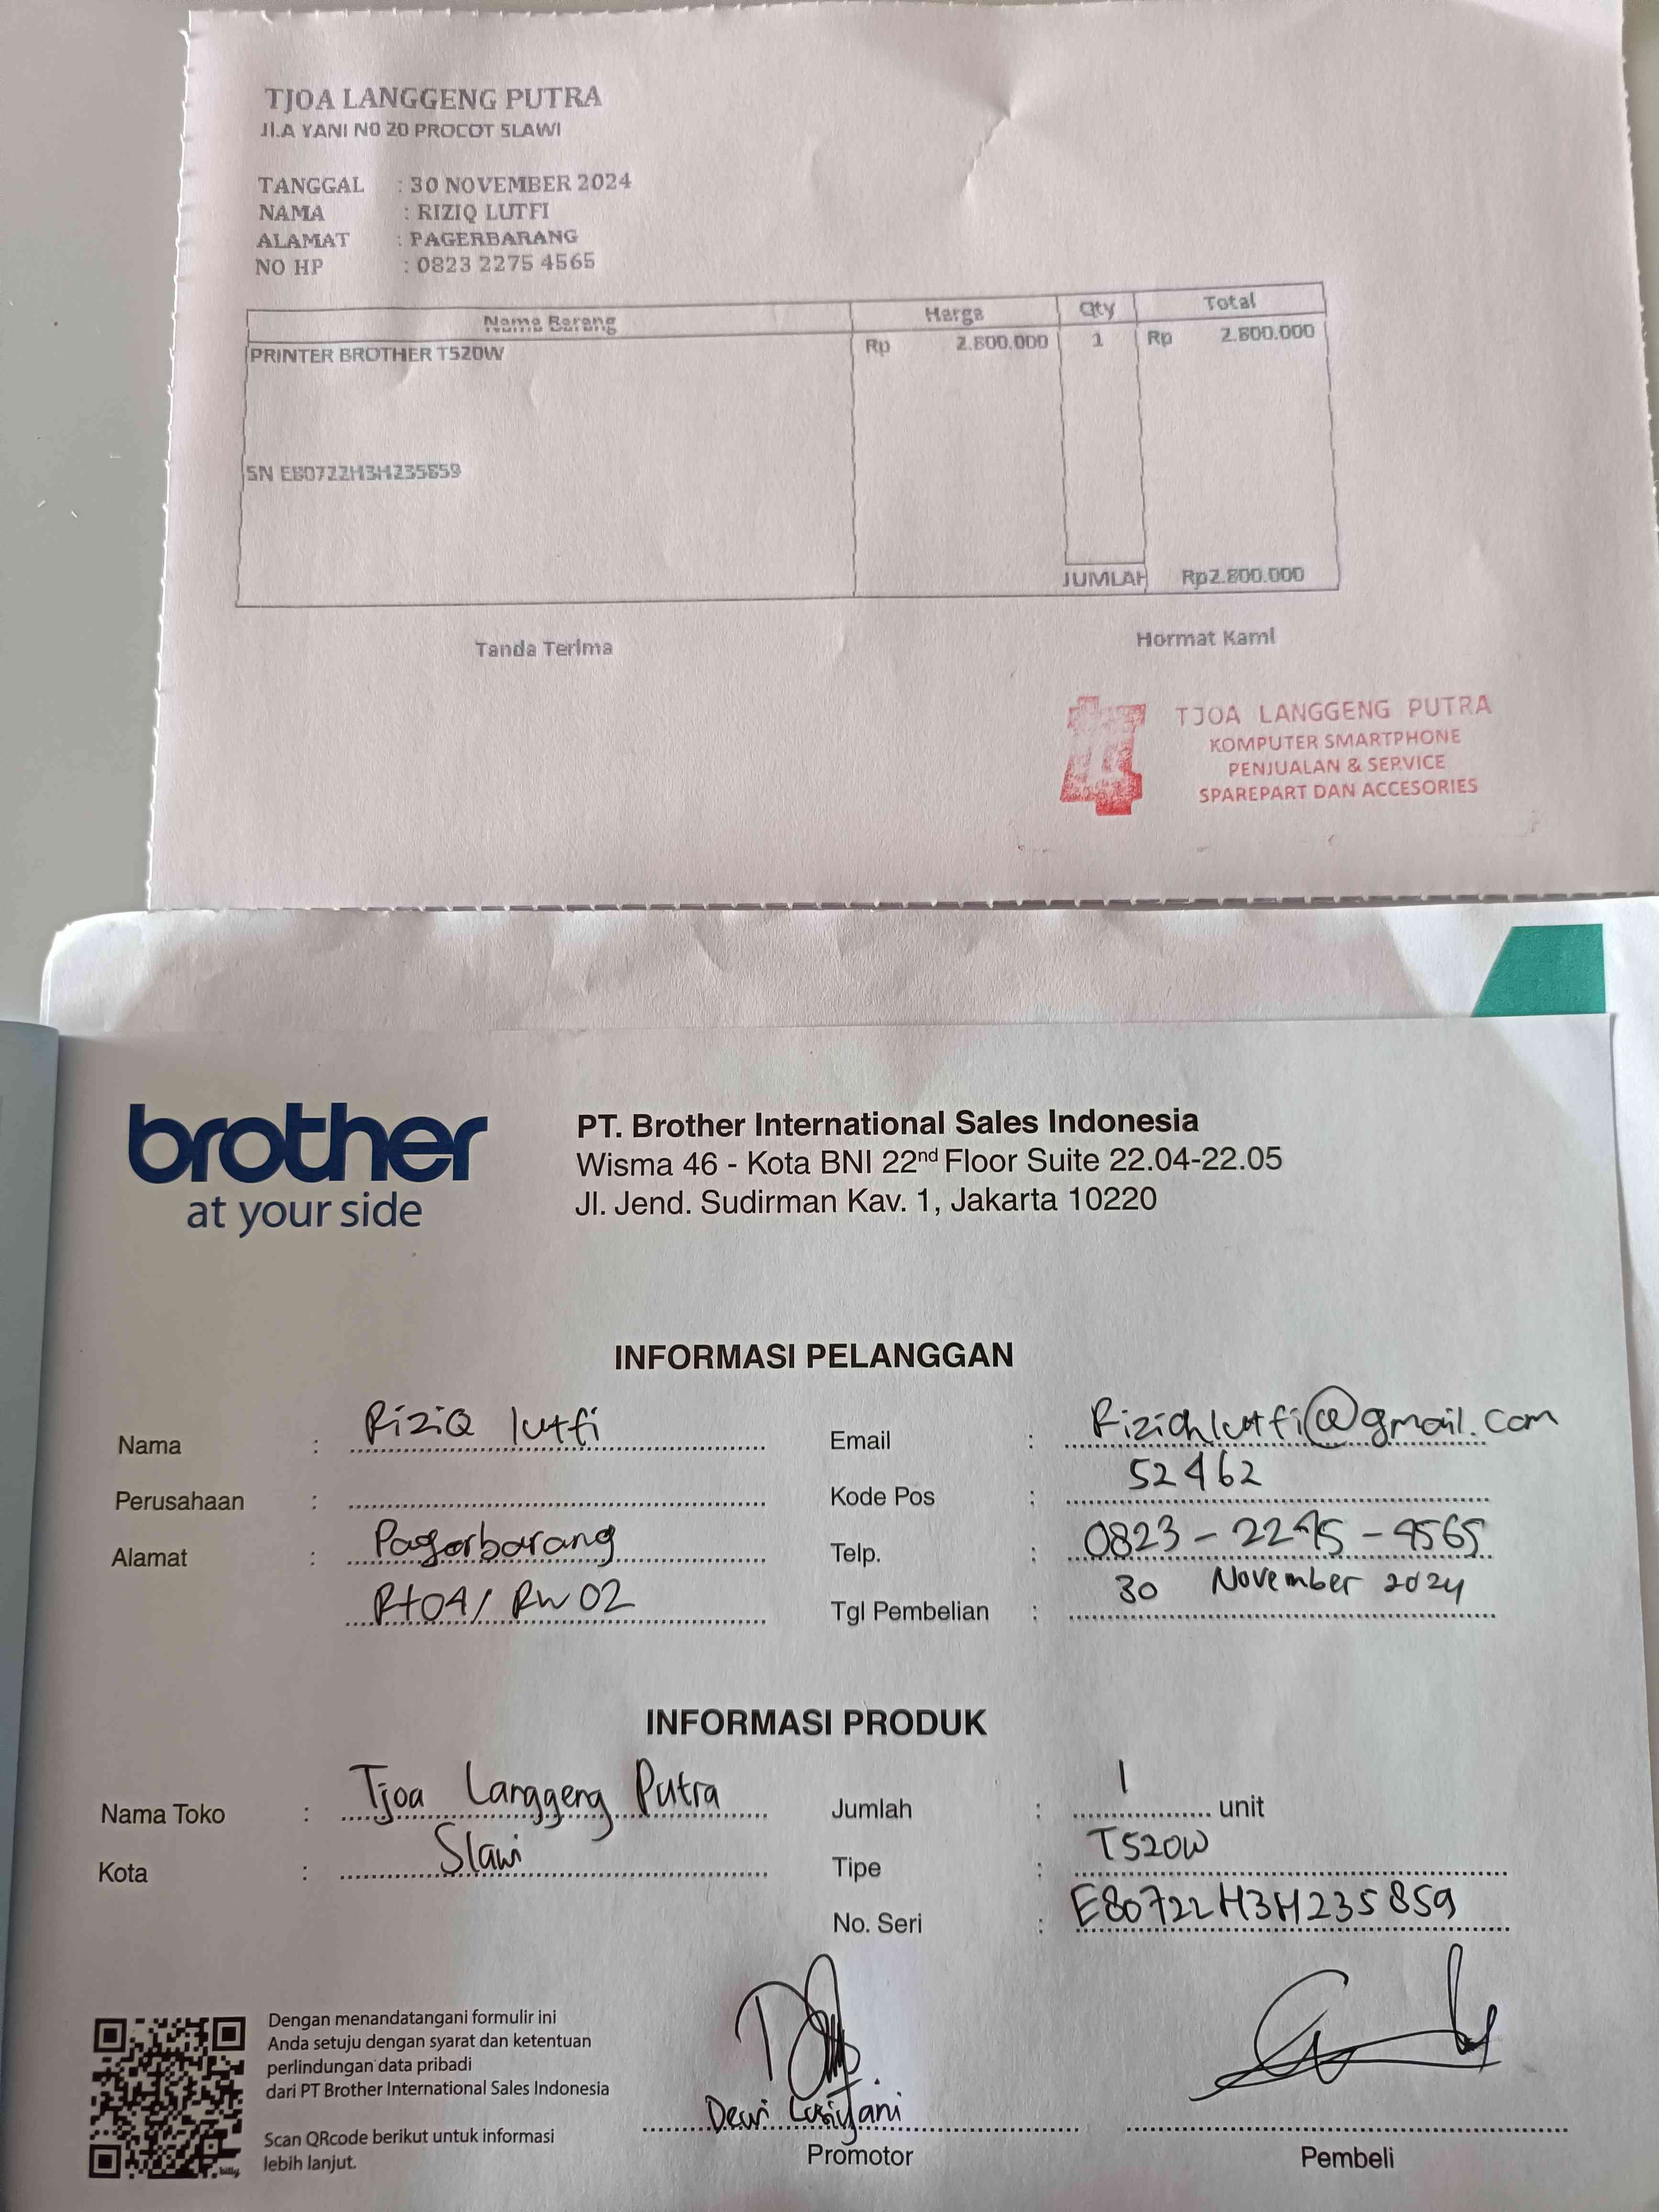 TJOA LANGGENG PUTRA
Jl.A YANI NO 20 PROCOT SLAWI
TANGGAL : 30 NOVEMBER 2024
NAMA : RIZIQ LUTFI
ALAMAT : PAGERBARANG
NO HP : 0823 2275 4565
Nama Barang Harga Qty Total
PRINTER BROTHER T520W Rp 2.800.000 1 Rp 2.800.000
SN E80722H3H235859
JUMLAH Rp2.800.000
Tanda Terima Hormat Kami
TJOA LANGGENG PUTRA
KOMPUTER SMARTPHONE
PENJUALAN & SERVICE
SPAREPART DAN ACCESORIES
brother
at your side
PT. Brother International Sales Indonesia
Wisma 46 - Kota BNI 22nd Floor Suite 22.04-22.05
Jl. Jend. Sudirman Kav. 1, Jakarta 10220
INFORMASI PELANGGAN
Nama : Riziq lutfi Email : @gmail.com
Perusahaan : Kode Pos : 52462
Alamat : Pagerbarang Telp. : 0823-2275-4565
Rt04/ Rw 02 Tgl Pembelian : 30 November 2024
INFORMASI PRODUK
Nama Toko : Tjoa Langgeng Putra Jumlah : 1 unit
Kota : Slawi Tipe : T520W
No. Seri : E80722H3H235859
Dengan menandatangani formulir ini
Anda setuju dengan syarat dan ketentuan
perlindungan data pribadi
dari PT Brother International Sales Indonesia
Scan QRcode berikut untuk informasi
lebih lanjut.
Dewi
Promotor Pembeli